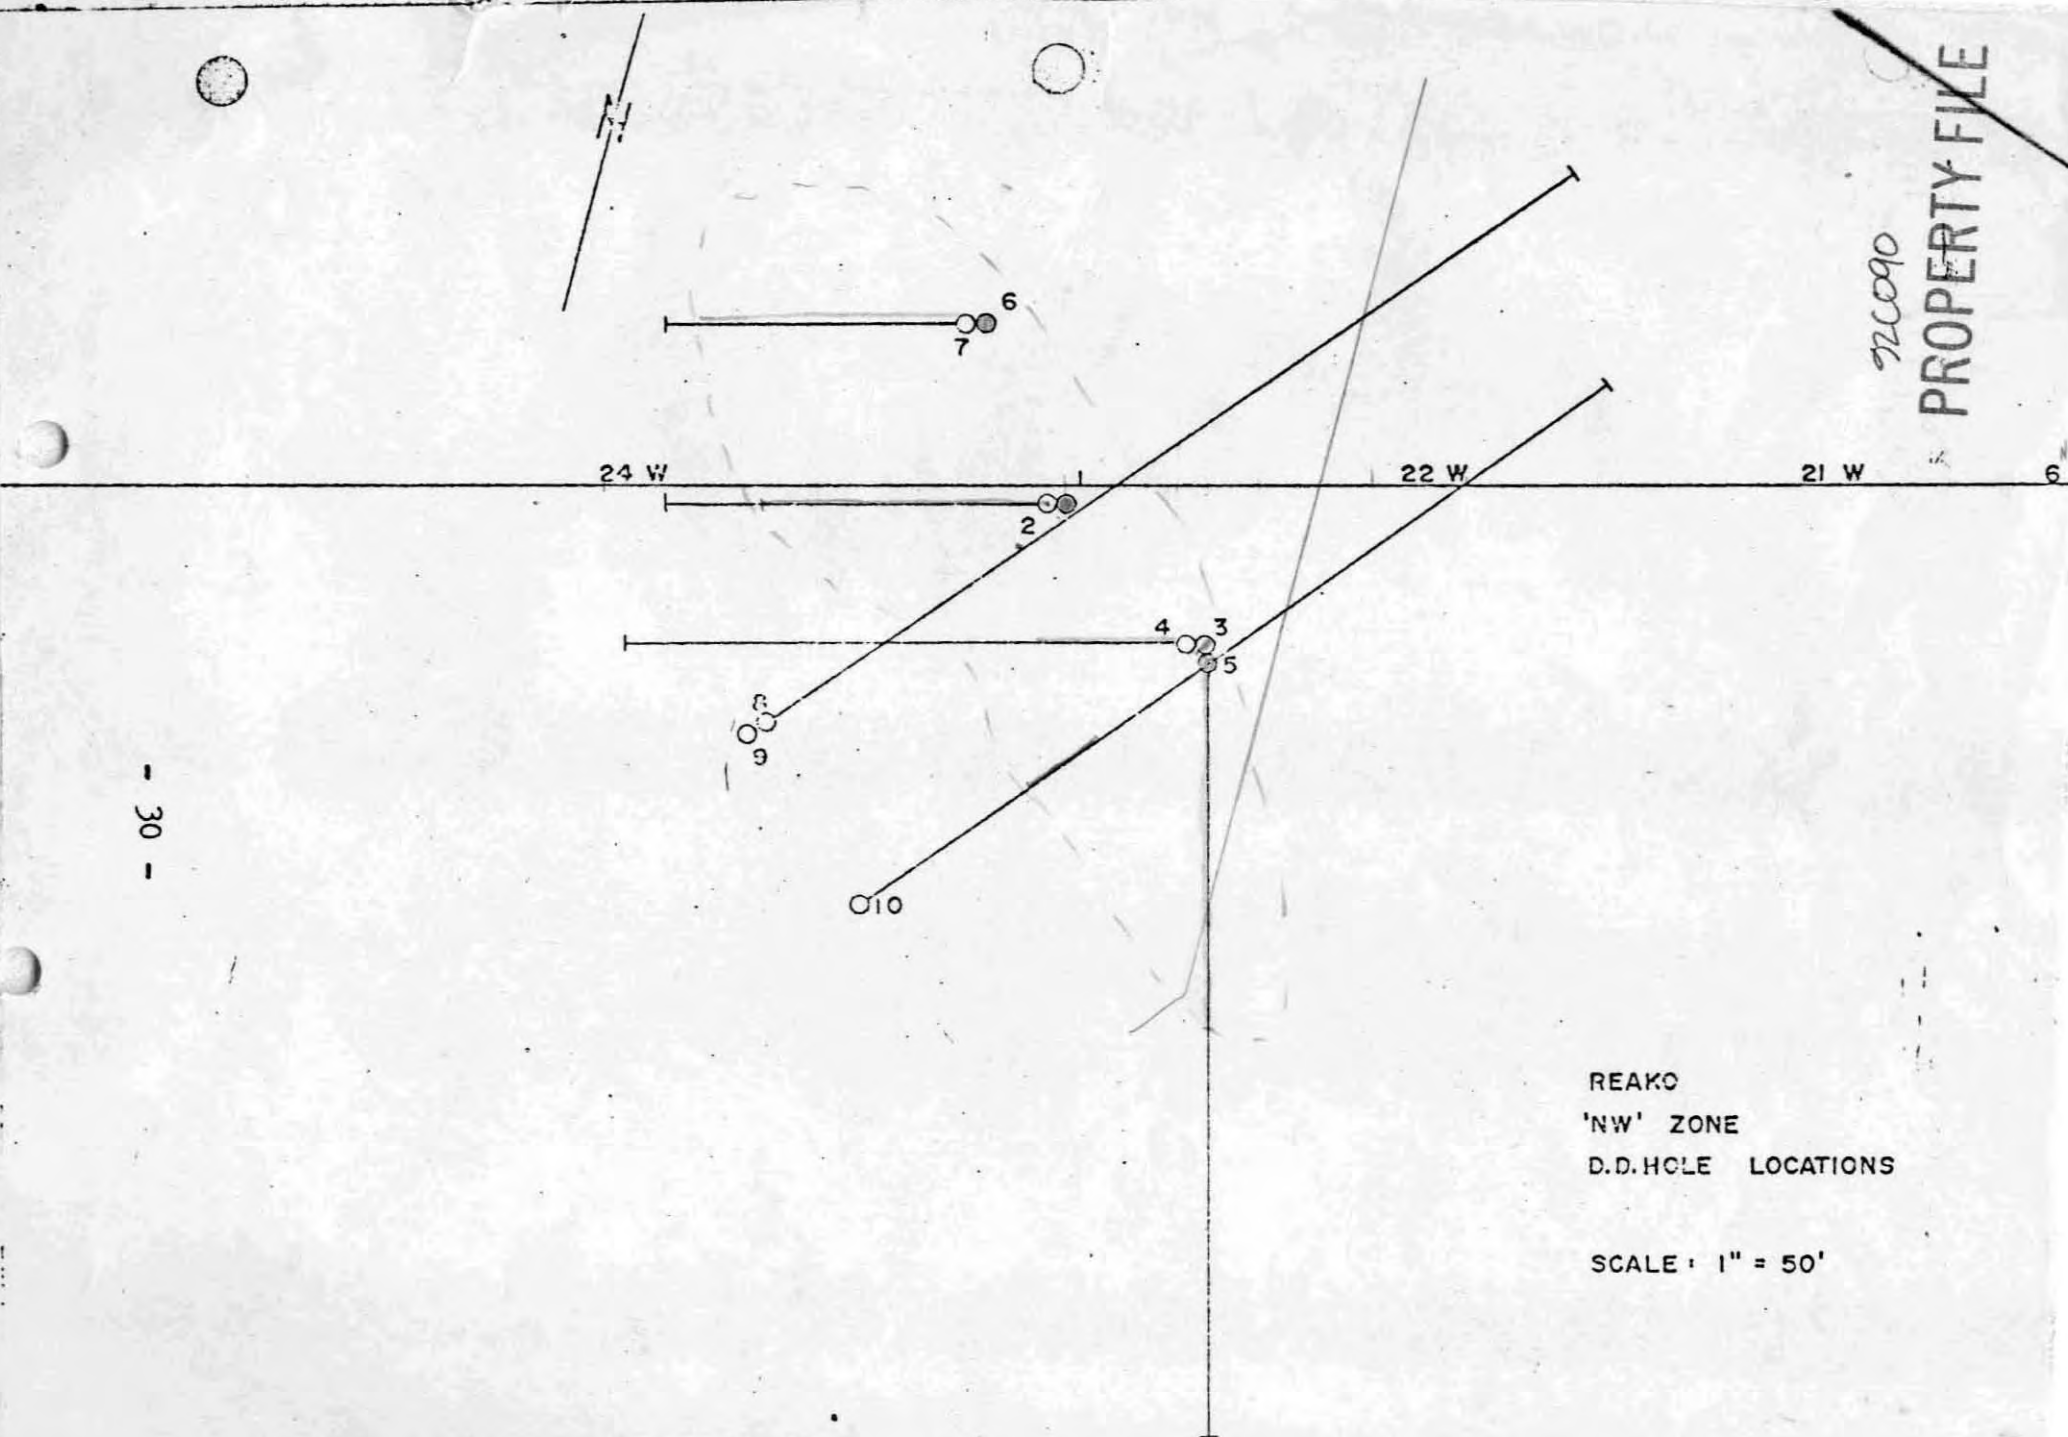 N
PROPERTY FILE
92C090
6
7
24 W
22 W
21 W
6
2
4
3
5
8
9
10
- 30 -
REAKO
'NW' ZONE
D.D. HOLE LOCATIONS
SCALE : 1" = 50'